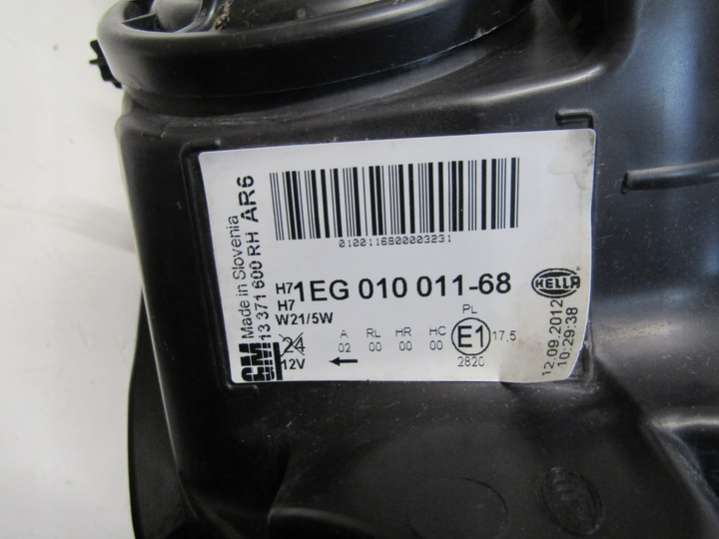 0100116800003231
H7 1EG 010 011-68
H7
W21/5W
24
12V
A RL HR HC
02 00 00 00
PL
E1 17.5
2820
HELLA
12.09.2012
10:29:38
GM
Made in Slovenia
13 371 600 RH AR6